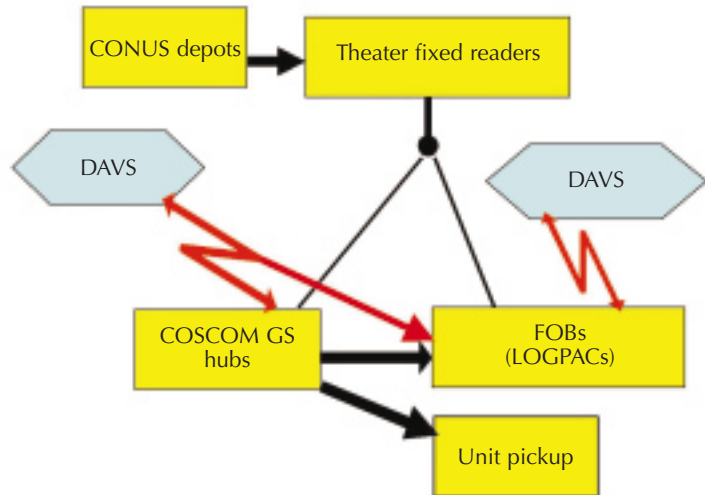 CONUS depots
Theater fixed readers
DAVS
DAVS
COSCOM GS
hubs
FOBs
(LOGPACs)
Unit pickup